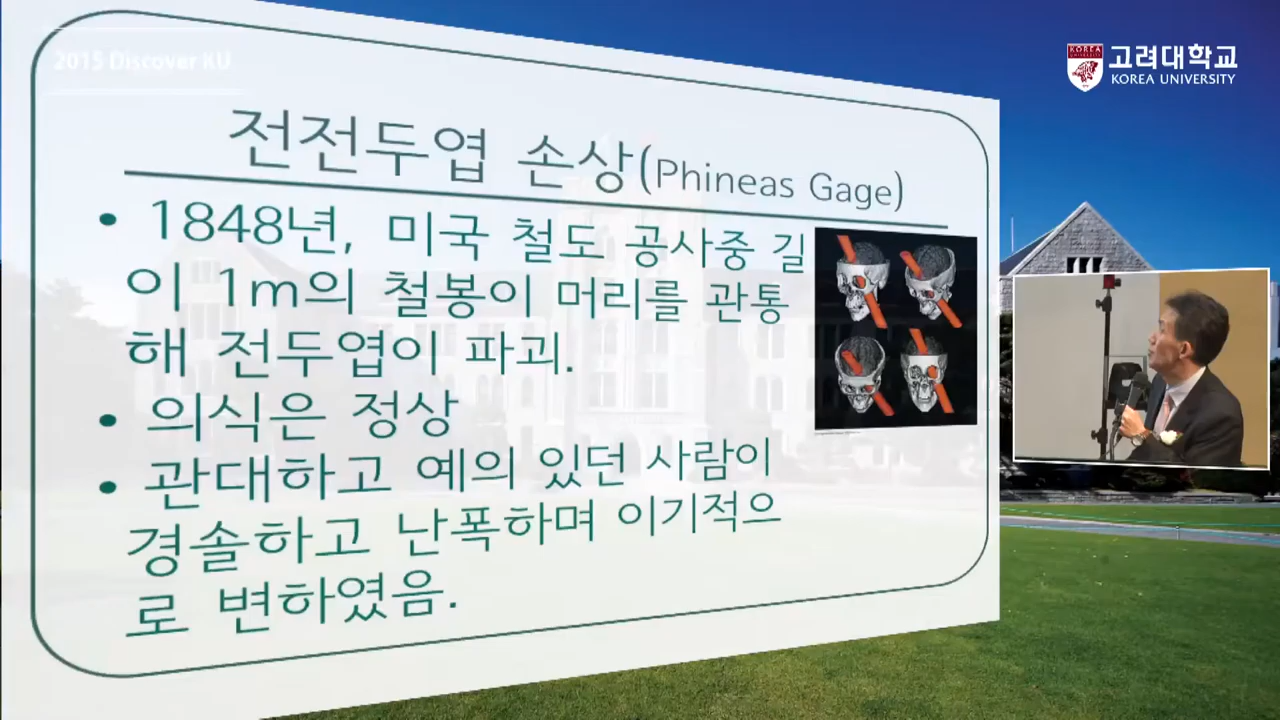 2015 Discover KU
KOREA UNIVERSITY
고려대학교
KOREA UNIVERSITY
전전두엽 손상(Phineas Gage)
• 1848년, 미국 철도 공사중 길
이 1m의 철봉이 머리를 관통
해 전두엽이 파괴.
• 의식은 정상
• 관대하고 예의 있던 사람이
경솔하고 난폭하며 이기적으
로 변하였음.